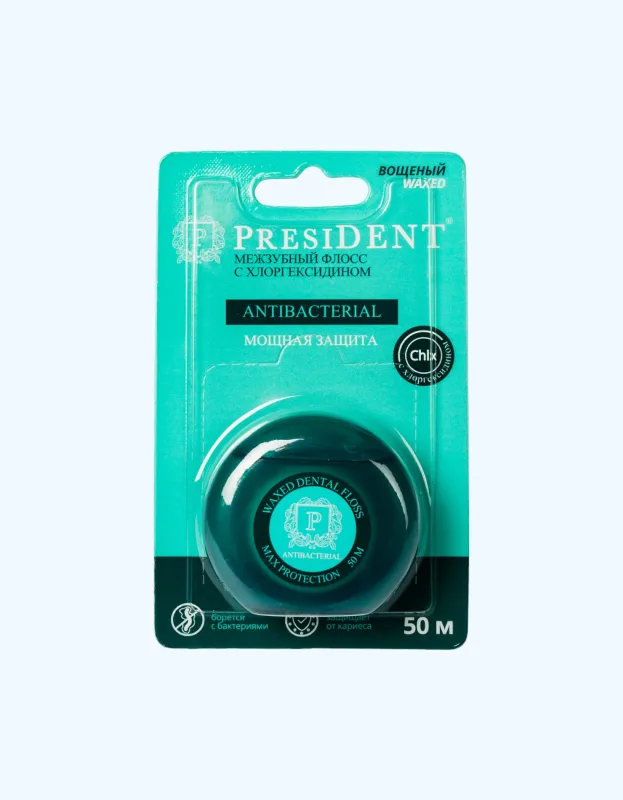 ВОЩЕНЫЙ
WAXED
P
PRESIDENT®
МЕЖЗУБНЫЙ ФЛОСС
С ХЛОРГЕКСИДИНОМ
ANTIBACTERIAL
МОЩНАЯ ЗАЩИТА
Chlx
с хлоргексидином
WAXED DENTAL FLOSS
P
ANTIBACTERIAL
MAX PROTECTION 50 M
борется
с бактериями
защищает
от кариеса
50 м